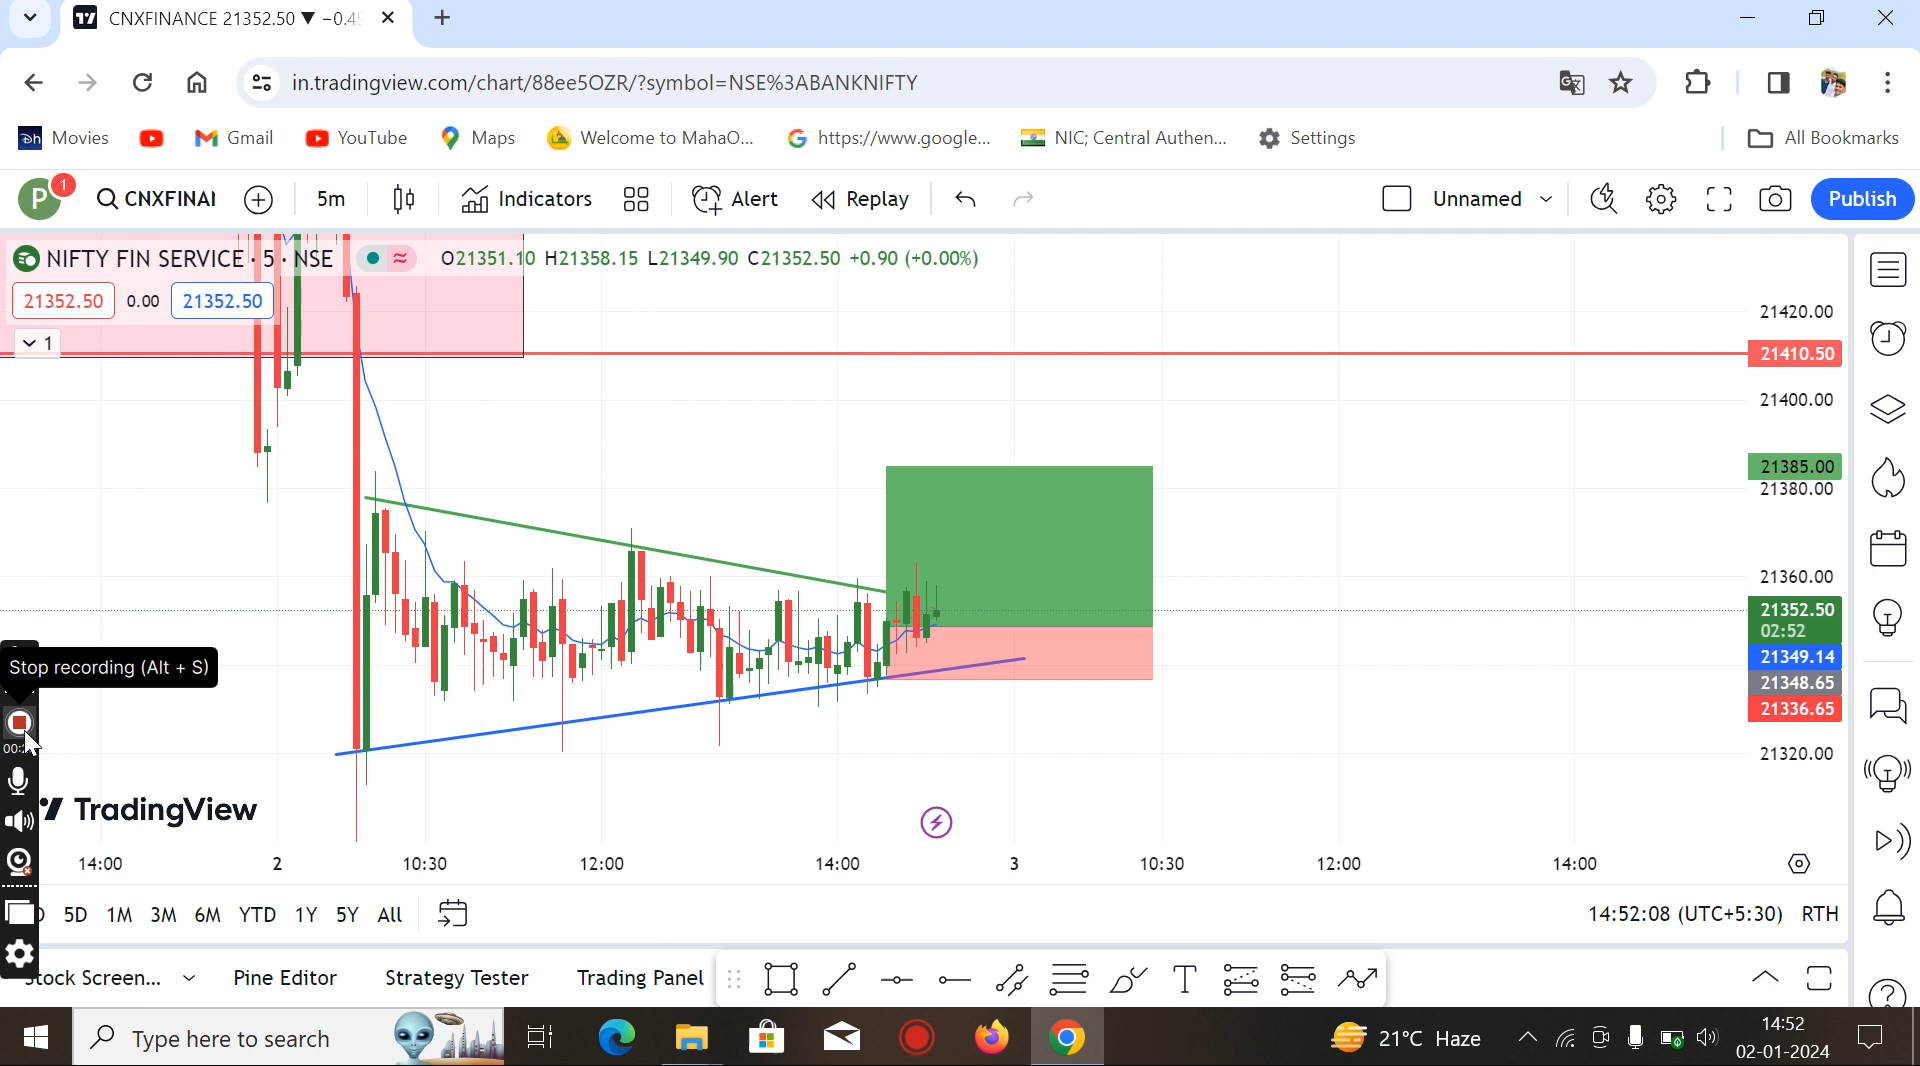 CNXFINANCE 21352.50 ▼ −0.4
in.tradingview.com/chart/88ee5OZR/?symbol=NSE%3ABANKNIFTY
Movies Gmail YouTube Maps Welcome to MahaO... https://www.google... NIC; Central Authen... Settings All Bookmarks
P 1 CNXFINAI 5m Indicators Alert Replay Unnamed Publish
NIFTY FIN SERVICE · 5 · NSE O21351.10 H21358.15 L21349.90 C21352.50 +0.90 (+0.00%)
21352.50 0.00 21352.50
1
21420.00
21410.50
21400.00
21385.00
21380.00
21360.00
21352.50
02:52
21349.14
21348.65
21336.65
21320.00
Stop recording (Alt + S)
TradingView
14:00 2 10:30 12:00 14:00 3 10:30 12:00 14:00
5D 1M 3M 6M YTD 1Y 5Y All 14:52:08 (UTC+5:30) RTH
tock Screen... Pine Editor Strategy Tester Trading Panel
Type here to search 21°C Haze 14:52
02-01-2024